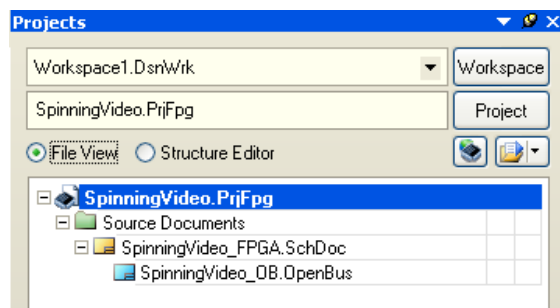 Projects
Workspace1.DsnWrk
Workspace
SpinningVideo.PrjFpg
Project
File View
Structure Editor
SpinningVideo.PrjFpg
Source Documents
SpinningVideo_FPGA.SchDoc
SpinningVideo_OB.OpenBus